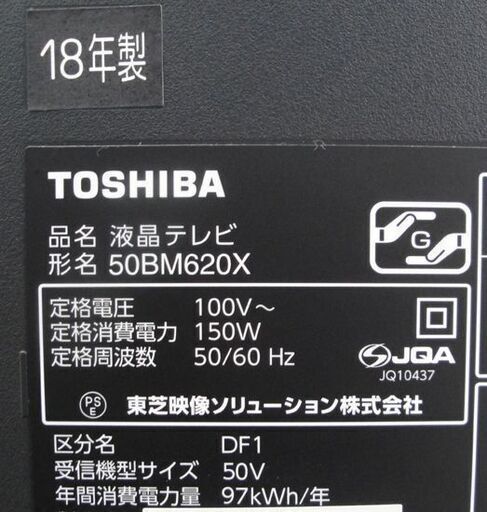 18年製
TOSHIBA
品名 液晶テレビ
形名 50BM620X
G
定格電圧 100V～
定格消費電力 150W
定格周波数 50/60 Hz
JQA
JQ10437
PS
E
東芝映像ソリューション株式会社
区分名 DF1
受信機型サイズ 50V
年間消費電力量 97kWh/年